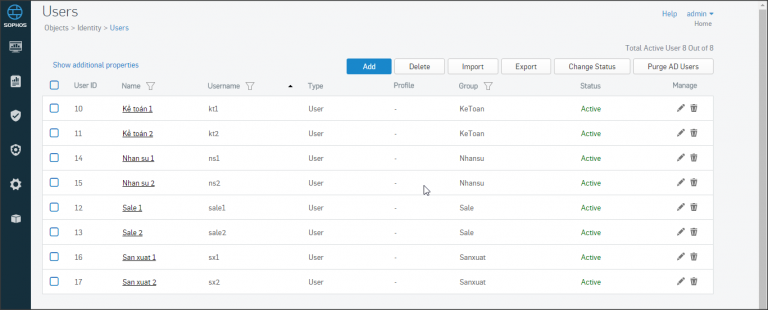 SOPHOS
Users
Objects > Identity > Users
Help admin
Home
Total Active User 8 Out of 8
Show additional properties
Add Delete Import Export Change Status Purge AD Users
User ID Name Username Type Profile Group Status Manage
10 Kế toán 1 kt1 User - KeToan Active
11 Kế toán 2 kt2 User - KeToan Active
14 Nhan su 1 ns1 User - Nhansu Active
15 Nhan su 2 ns2 User - Nhansu Active
12 Sale 1 sale1 User - Sale Active
13 Sale 2 sale2 User - Sale Active
16 San xuat 1 sx1 User - Sanxuat Active
17 San xuat 2 sx2 User - Sanxuat Active